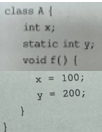 class A {
int x;
static int y;
void f() {
x = 100;
y = 200;
}
}